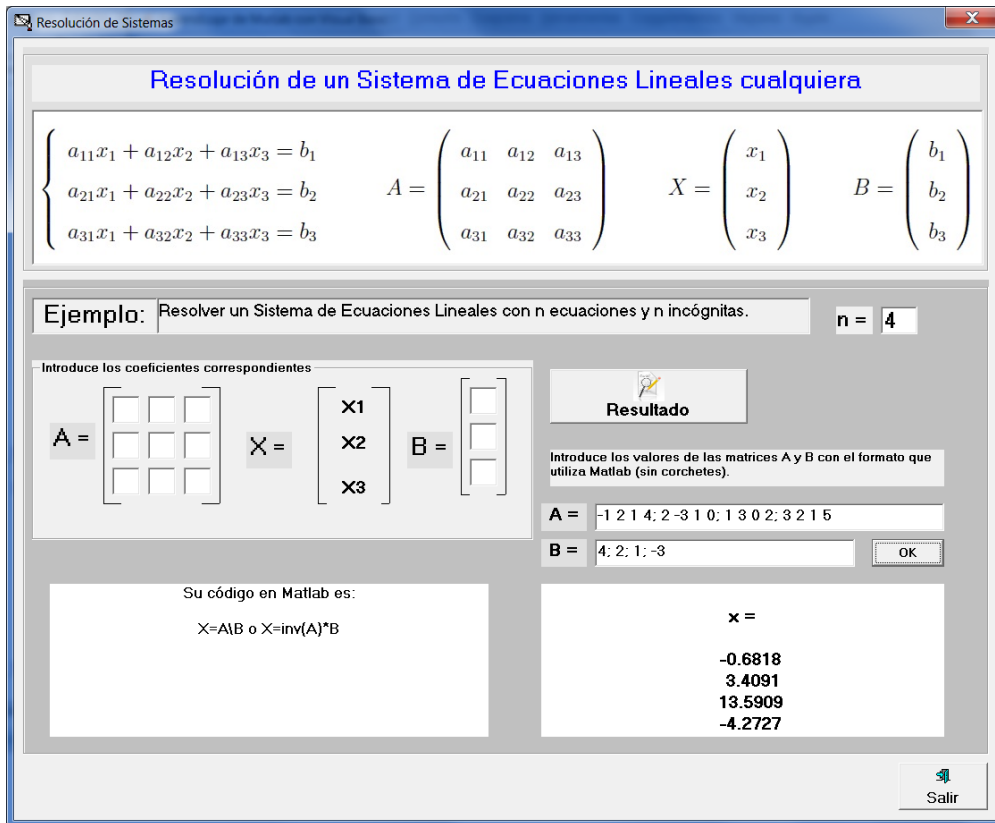 Resolución de Sistemas
Resolución de un Sistema de Ecuaciones Lineales cualquiera
a₁₁x₁ + a₁₂x₂ + a₁₃x₃ = b₁
a₂₁x₁ + a₂₂x₂ + a₂₃x₃ = b₂
a₃₁x₁ + a₃₂x₂ + a₃₃x₃ = b₃
A =
a₁₁ a₁₂ a₁₃
a₂₁ a₂₂ a₂₃
a₃₁ a₃₂ a₃₃
X =
x₁
x₂
x₃
B =
b₁
b₂
b₃
Ejemplo: Resolver un Sistema de Ecuaciones Lineales con n ecuaciones y n incógnitas.
n = 4
Introduce los coeficientes correspondientes
A =
X =
X1
X2
X3
B =
Resultado
Introduce los valores de las matrices A y B con el formato que
utiliza Matlab (sin corchetes).
A = -1 2 1 4; 2 -3 1 0; 1 3 0 2; 3 2 1 5
B = 4; 2; 1; -3
OK
Su código en Matlab es:
X=A\B o X=inv(A)*B
x =
-0.6818
3.4091
13.5909
-4.2727
Salir